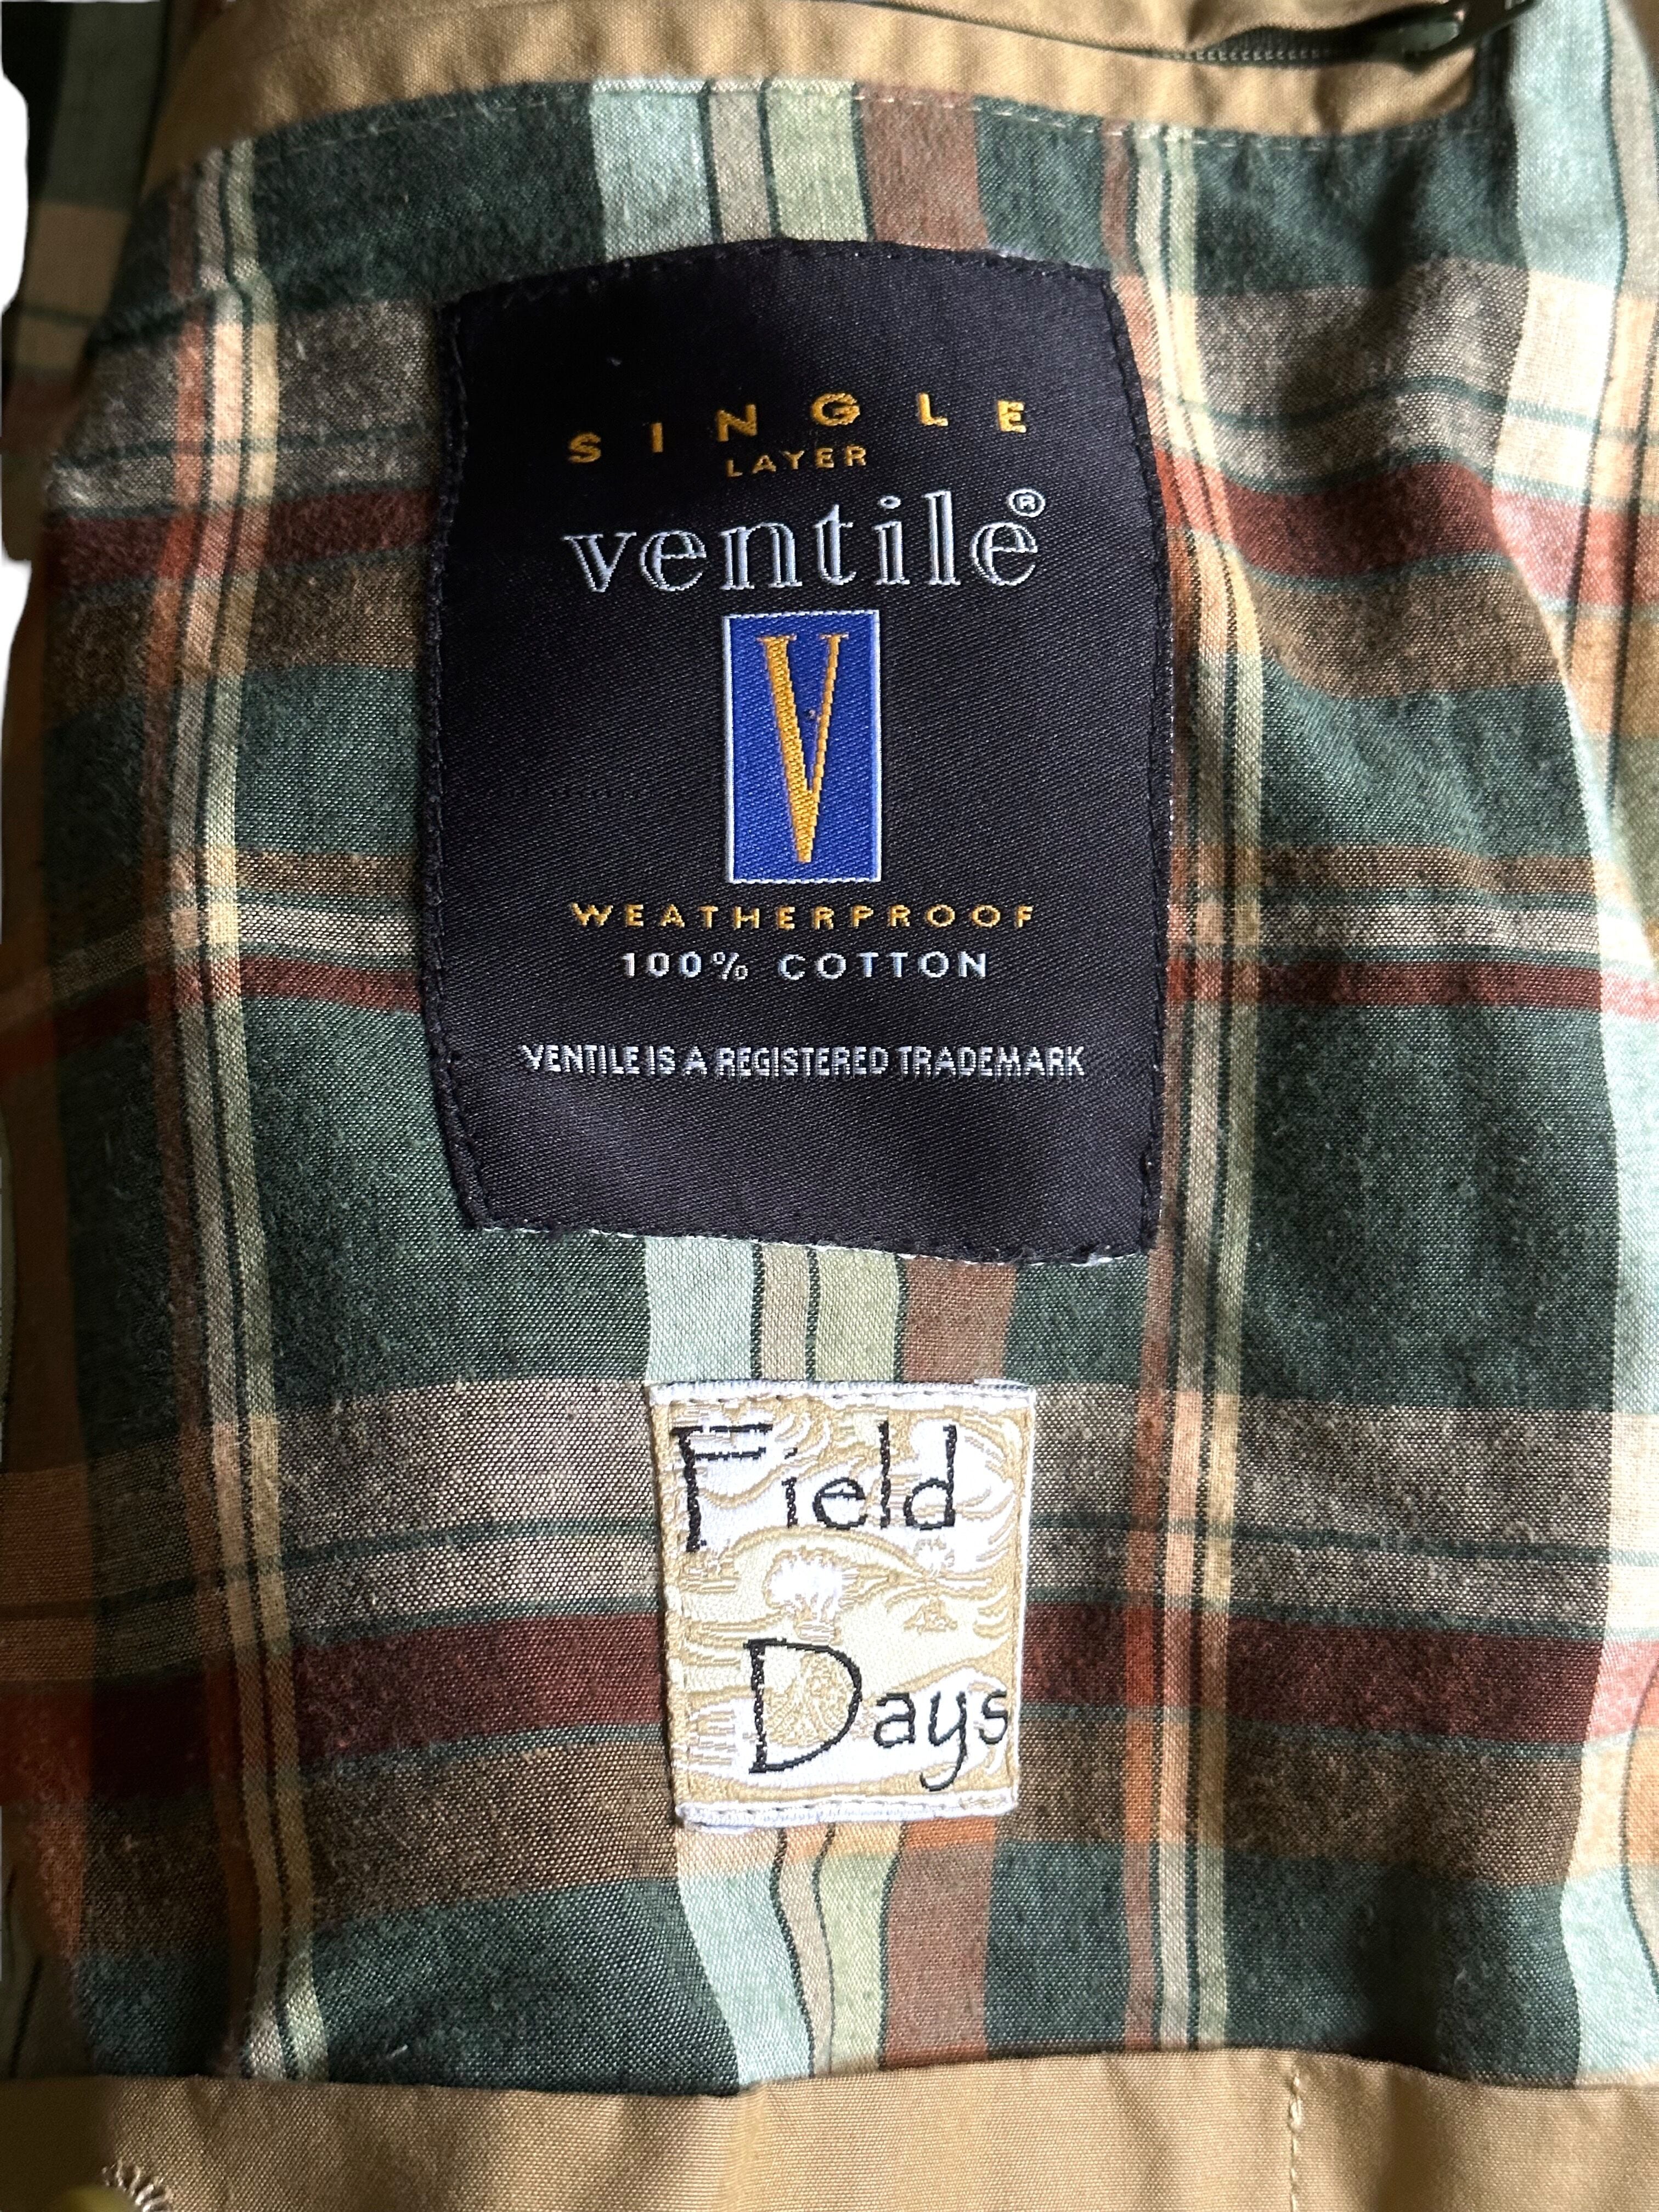 SINGLE
LAYER
ventile®
V
WEATHERPROOF
100% COTTON
VENTILE IS A REGISTERED TRADEMARK
Field
Days